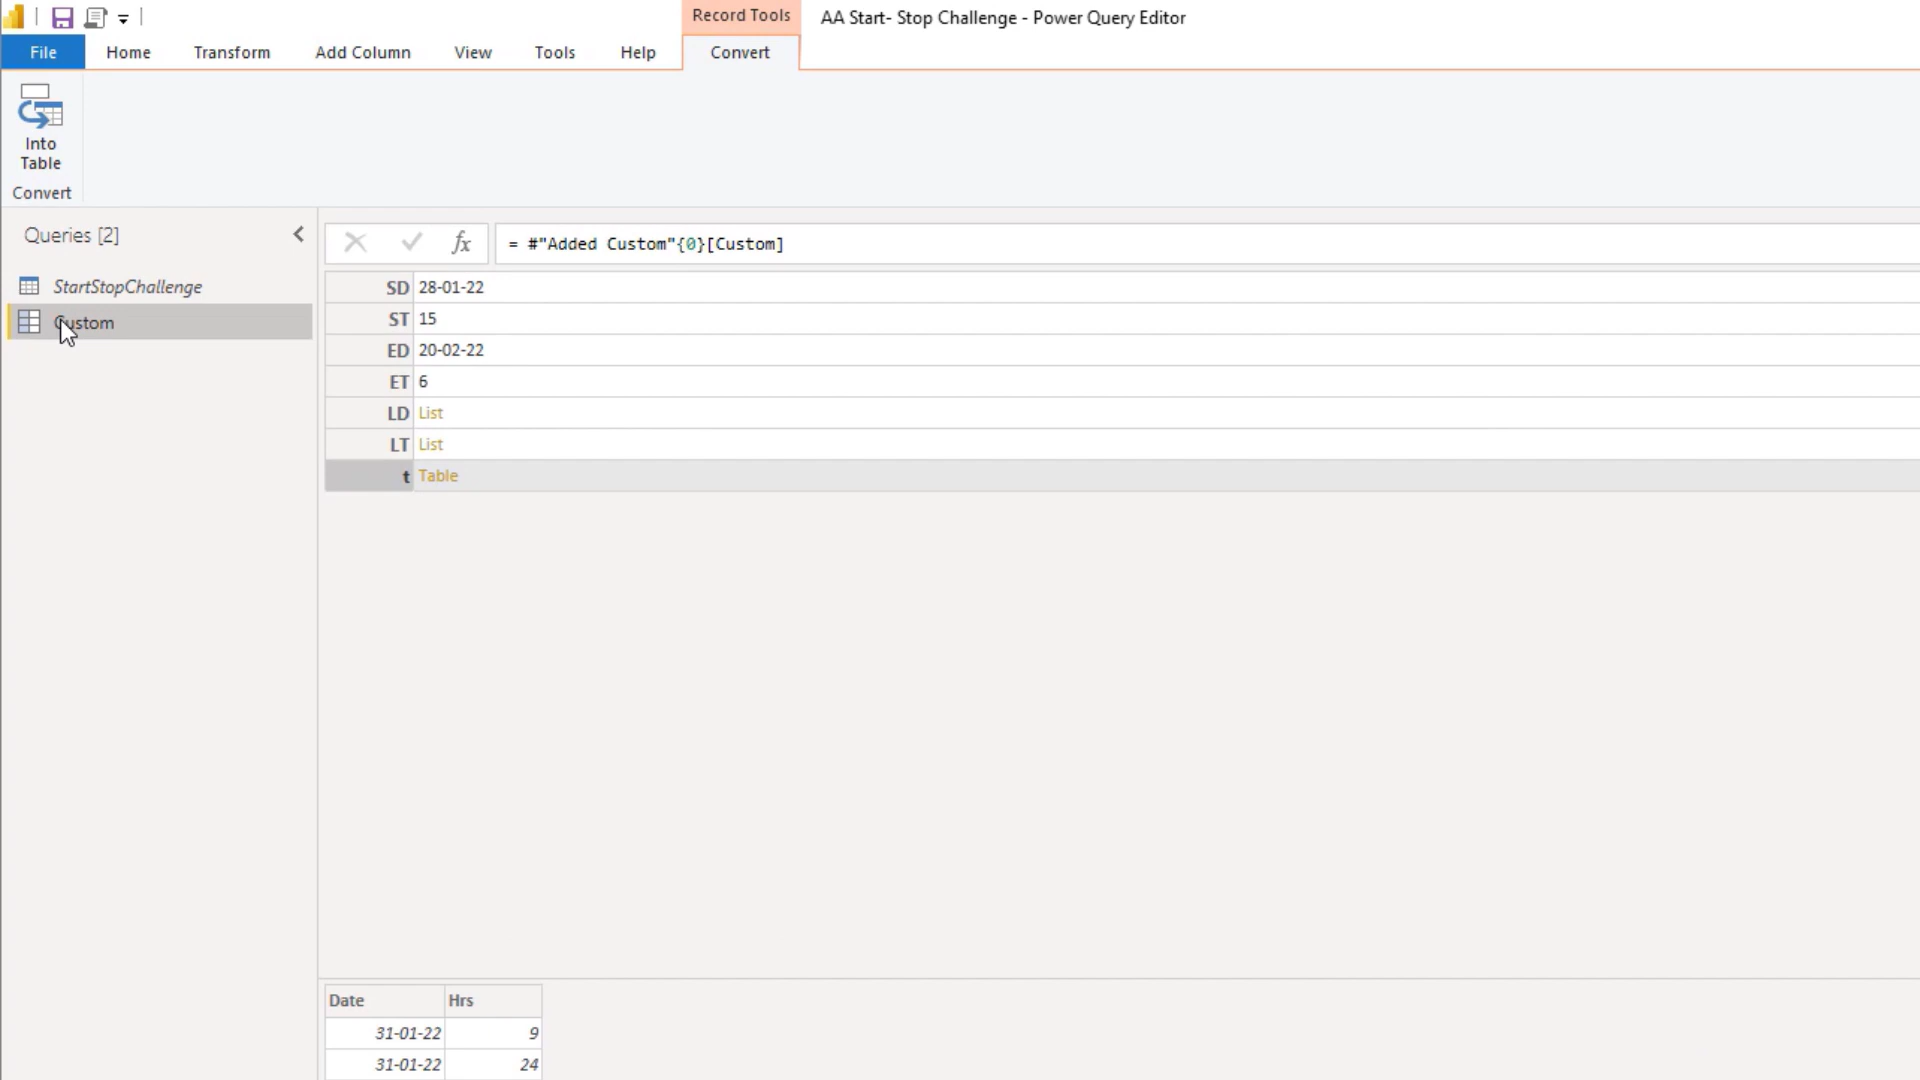 Record Tools
AA Start- Stop Challenge - Power Query Editor
File Home Transform Add Column View Tools Help Convert
Into
Table
Convert
Queries [2]
fx = #"Added Custom"{0}[Custom]
StartStopChallenge
Custom
SD 28-01-22
ST 15
ED 20-02-22
ET 6
LD List
LT List
t Table
Date Hrs
31-01-22 9
31-01-22 24